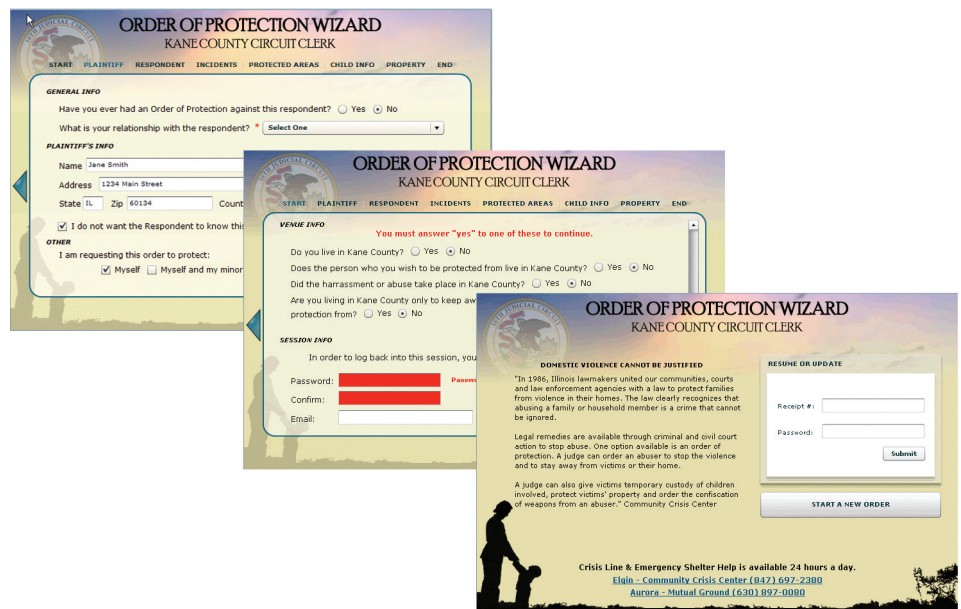 16TH JUDICIAL CIRCUIT
ORDER OF PROTECTION WIZARD
KANE COUNTY CIRCUIT CLERK
START PLAINTIFF RESPONDENT INCIDENTS PROTECTED AREAS CHILD INFO PROPERTY END
GENERAL INFO
Have you ever had an Order of Protection against this respondent? Yes No
What is your relationship with the respondent? * Select One
PLAINTIFF'S INFO
Name Jane Smith
Address 1234 Main Street
State IL Zip 60134 Count
I do not want the Respondent to know this
OTHER
I am requesting this order to protect:
Myself Myself and my minor
ORDER OF PROTECTION WIZARD
KANE COUNTY CIRCUIT CLERK
START PLAINTIFF RESPONDENT INCIDENTS PROTECTED AREAS CHILD INFO PROPERTY END
VENUE INFO
You must answer "yes" to one of these to continue.
Do you live in Kane County? Yes No
Does the person who you wish to be protected from live in Kane County? Yes No
Did the harrassment or abuse take place in Kane County? Yes No
Are you living in Kane County only to keep aw
protection from? Yes No
SESSION INFO
In order to log back into this session, you
Password: Passwo
Confirm:
Email:
ORDER OF PROTECTION WIZARD
KANE COUNTY CIRCUIT CLERK
DOMESTIC VIOLENCE CANNOT BE JUSTIFIED
"In 1986, Illinois lawmakers united our communities, courts
and law enforcement agencies with a law to protect families
from violence in their homes. The law clearly recognizes that
abusing a family or household member is a crime that cannot
be ignored.
Legal remedies are available through criminal and civil court
action to stop abuse. One option available is an order of
protection. A judge can order an abuser to stop the violence
and to stay away from victims or their home.
A judge can also give victims temporary custody of children
involved, protect victims' property and order the confiscation
of weapons from an abuser." Community Crisis Center
RESUME OR UPDATE
Receipt #:
Password:
Submit
START A NEW ORDER
Crisis Line & Emergency Shelter Help is available 24 hours a day.
Elgin - Community Crisis Center (847) 697-2380
Aurora - Mutual Ground (630) 897-0080